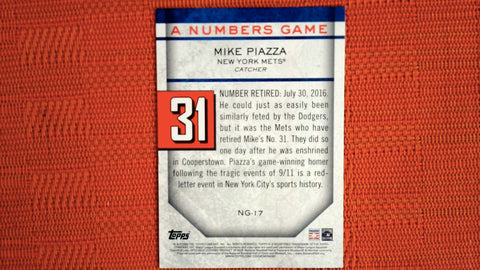 A NUMBERS GAME
MIKE PIAZZA
NEW YORK METS®
CATCHER
31
NUMBER RETIRED: July 30, 2016.
He could just as easily been
similarly feted by the Dodgers,
but it was the Mets who have
retired Mike's No. 31. They did so
one day after he was enshrined
in Cooperstown. Piazza's game-winning homer
following the tragic events of 9/11 is a red-
letter event in New York City's sports history.
NG-17
Topps